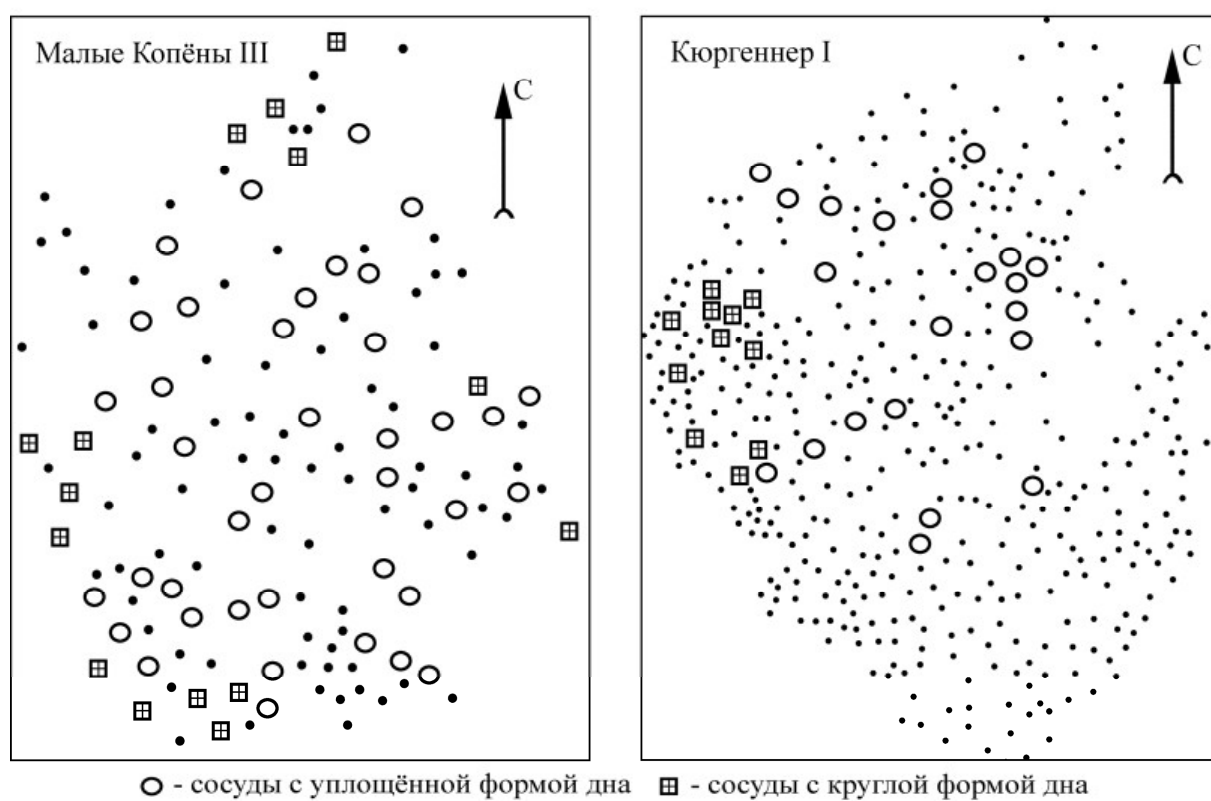 Малые Копёны III
С
Кюргеннер I
С
- сосуды с уплощённой формой дна
- сосуды с круглой формой дна